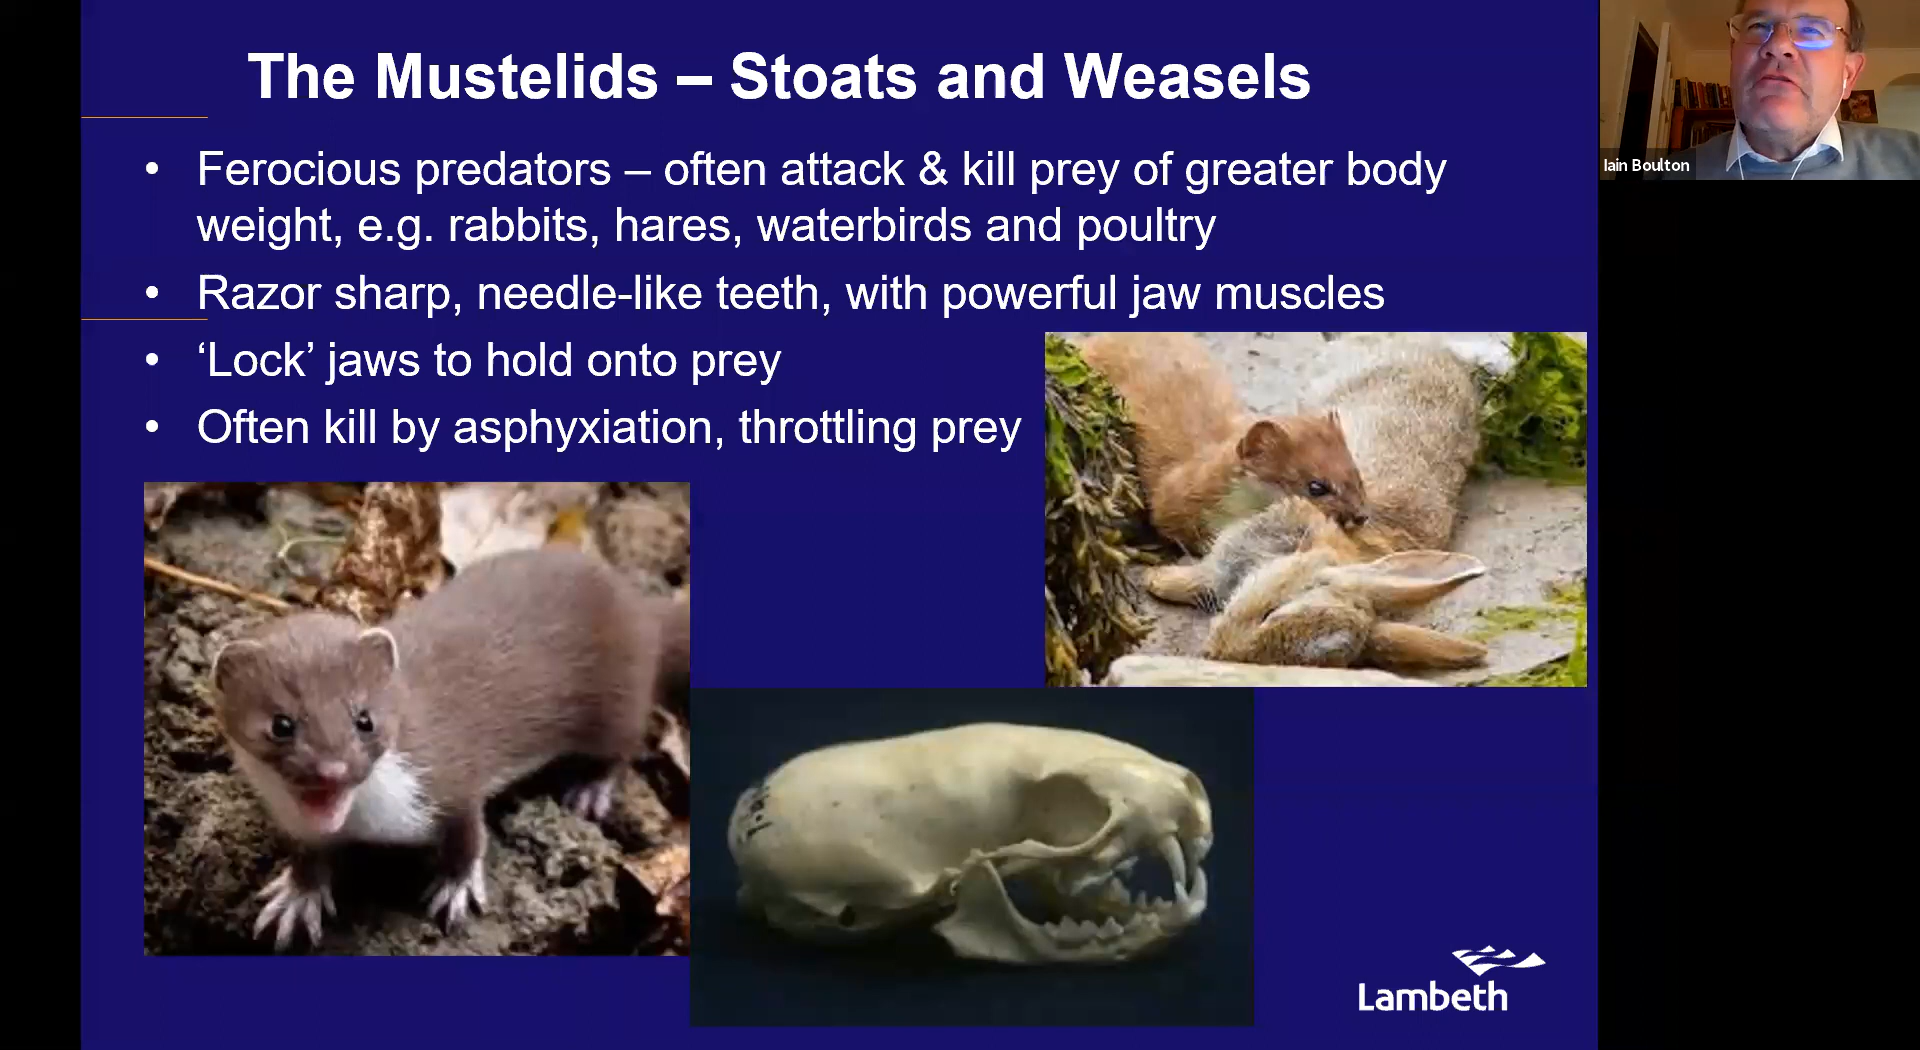 The Mustelids – Stoats and Weasels
• Ferocious predators – often attack & kill prey of greater body
weight, e.g. rabbits, hares, waterbirds and poultry
• Razor sharp, needle-like teeth, with powerful jaw muscles
• ‘Lock’ jaws to hold onto prey
• Often kill by asphyxiation, throttling prey
Iain Boulton
Lambeth